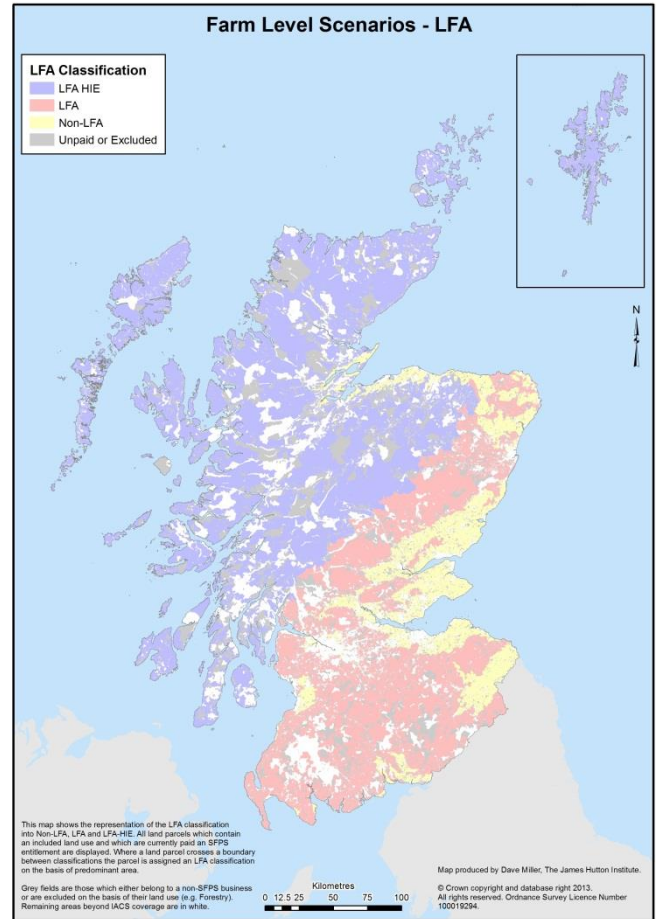 Farm Level Scenarios - LFA
LFA Classification
LFA HIE
LFA
Non-LFA
Unpaid or Excluded
N
This map shows the representation of the LFA classification
into Non-LFA, LFA and LFA-HIE. All land parcels which contain
an included land use and which are currently paid an SFPS
entitlement are displayed. Where a land parcel crosses a boundary
between classifications the parcel is assigned an LFA classification
on the basis of predominant area.
Grey fields are those which either belong to a non-SFPS business
or are excluded on the basis of their land use (e.g. Forestry).
Remaining areas beyond IACS coverage are in white.
Kilometres
0 12.5 25 50 75 100
Map produced by Dave Miller, The James Hutton Institute.
© Crown copyright and database right 2013.
All rights reserved. Ordnance Survey Licence Number
100019294.